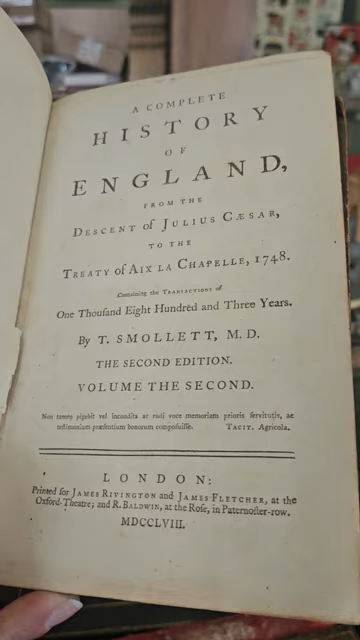 A COMPLETE
HISTORY
OF
ENGLAND,
FROM THE
DESCENT of JULIUS CÆSAR,
TO THE
TREATY of AIX LA CHAPELLE, 1748.
Containing the TRANSACTIONS of
One Thouſand Eight Hundred and Three Years.
By T. SMOLLETT, M. D.
THE SECOND EDITION.
VOLUME THE SECOND.
Non tamen pigebit vel incondita ac rudi voce memoriam prioris ſervitutis, ac
teſtimonium præſentium bonorum compoſuiſſe. TACIT. Agricola.
LONDON:
Printed for JAMES RIVINGTON and JAMES FLETCHER, at the
Oxford-Theatre; and R. BALDWIN, at the Roſe, in Paternoſter-row.
MDCCLVIII.